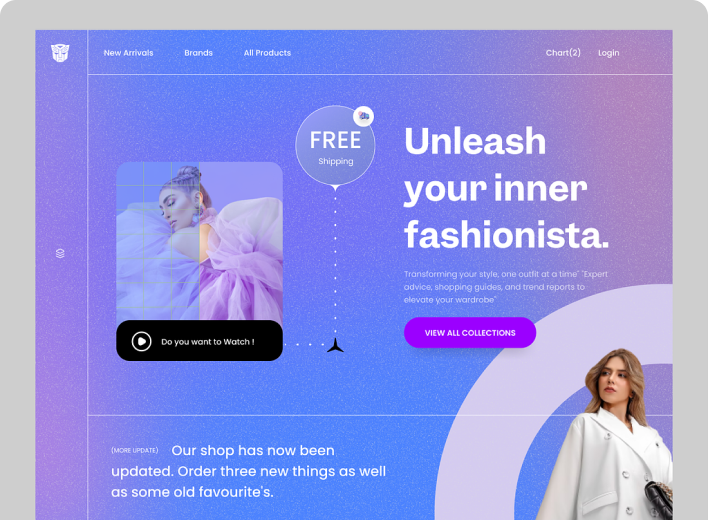 New Arrivals
Brands
All Products
Chart(2)
Login
FREE
Shipping
Unleash
your inner
fashionista.
Transforming your style, one outfit at a time" "Expert
advice, shopping guides, and trend reports to
elevate your wardrobe"
VIEW ALL COLLECTIONS
Do you want to Watch !
(MORE UPDATE) Our shop has now been
updated. Order three new things as well
as some old favourite's.